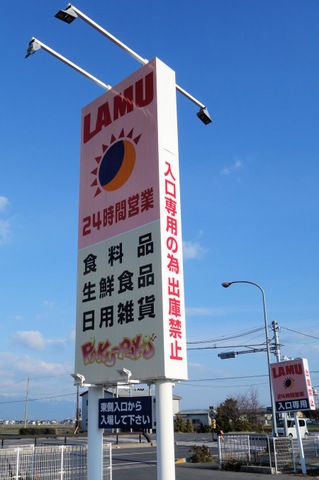 LAMU
24時間営業
食料品
生鮮食品
日用雑貨
入口専用の為出庫禁止
東側入口から
入場して下さい
LAMU
入口専用